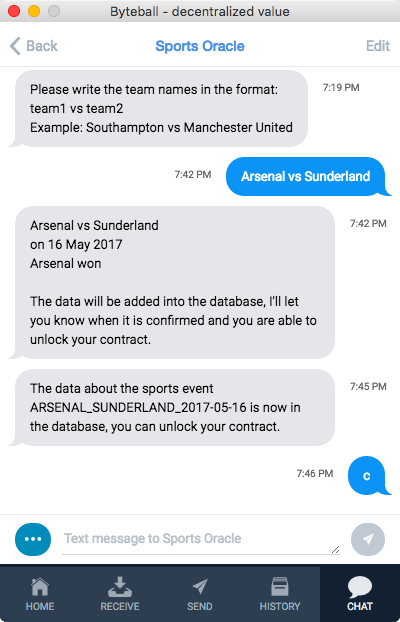 Byteball - decentralized value
Back
Sports Oracle
Edit
Please write the team names in the format:
team1 vs team2
Example: Southampton vs Manchester United
7:19 PM
7:42 PM
Arsenal vs Sunderland
Arsenal vs Sunderland
on 16 May 2017
Arsenal won
The data will be added into the database, I'll let
you know when it is confirmed and you are able to
unlock your contract.
7:42 PM
The data about the sports event
ARSENAL_SUNDERLAND_2017-05-16 is now in
the database, you can unlock your contract.
7:45 PM
7:46 PM
c
Text message to Sports Oracle
HOME
RECEIVE
SEND
HISTORY
CHAT